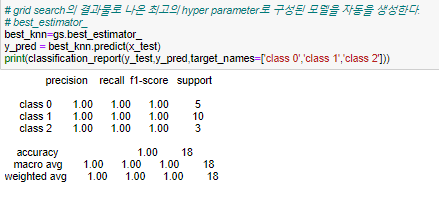 # grid search의 결과물로 나온 최고의 hyper parameter로 구성된 모델을 자동을 생성한다.
# best_estimator_
best_knn=gs.best_estimator_
y_pred = best_knn.predict(x_test)
print(classification_report(y_test,y_pred,target_names=['class 0','class 1','class 2']))
precision recall f1-score support
class 0 1.00 1.00 1.00 5
class 1 1.00 1.00 1.00 10
class 2 1.00 1.00 1.00 3
accuracy 1.00 18
macro avg 1.00 1.00 1.00 18
weighted avg 1.00 1.00 1.00 18